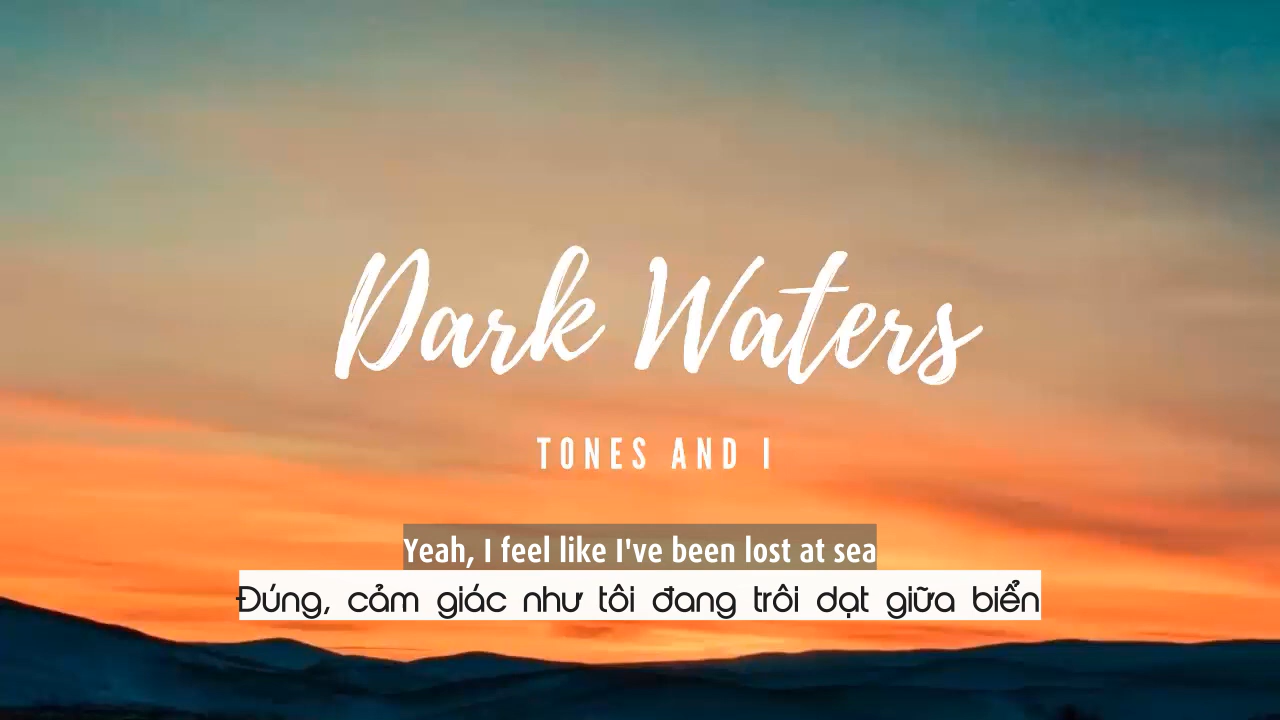 Dark Waters
TONES AND I
Yeah, I feel like I've been lost at sea
Đúng, cảm giác như tôi đang trôi dạt giữa biển